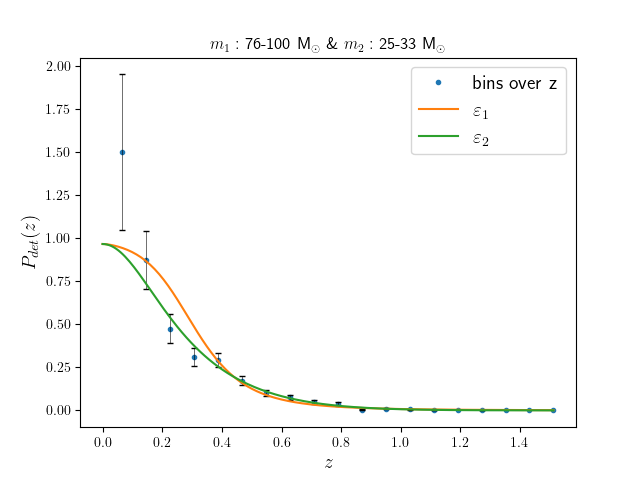 m₁ : 76-100 M⊙ & m₂ : 25-33 M⊙
2.00
1.75
1.50
1.25
1.00
0.75
0.50
0.25
0.00
P_det(z)
bins over z
ε₁
ε₂
0.0 0.2 0.4 0.6 0.8 1.0 1.2 1.4
z